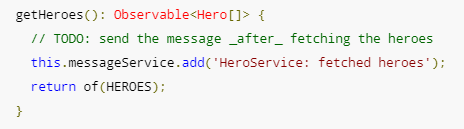 getHeroes(): Observable<Hero[]> {
  // TODO: send the message _after_ fetching the heroes
  this.messageService.add('HeroService: fetched heroes');
  return of(HEROES);
}